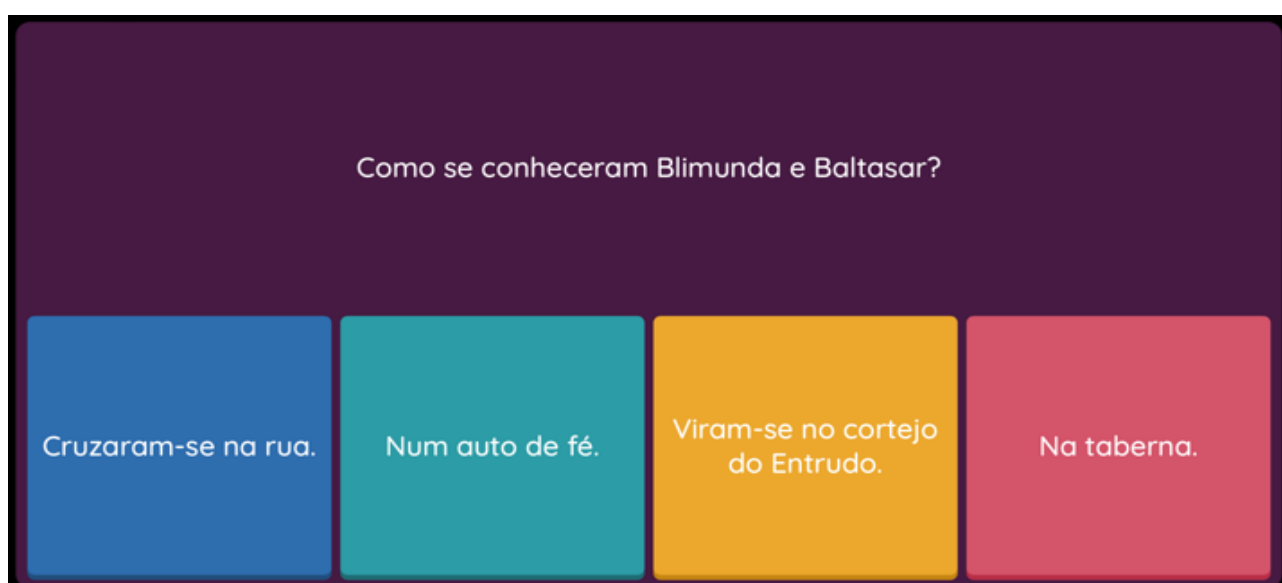 Como se conheceram Blimunda e Baltasar?
Cruzaram-se na rua.
Num auto de fé.
Viram-se no cortejo
do Entrudo.
Na taberna.